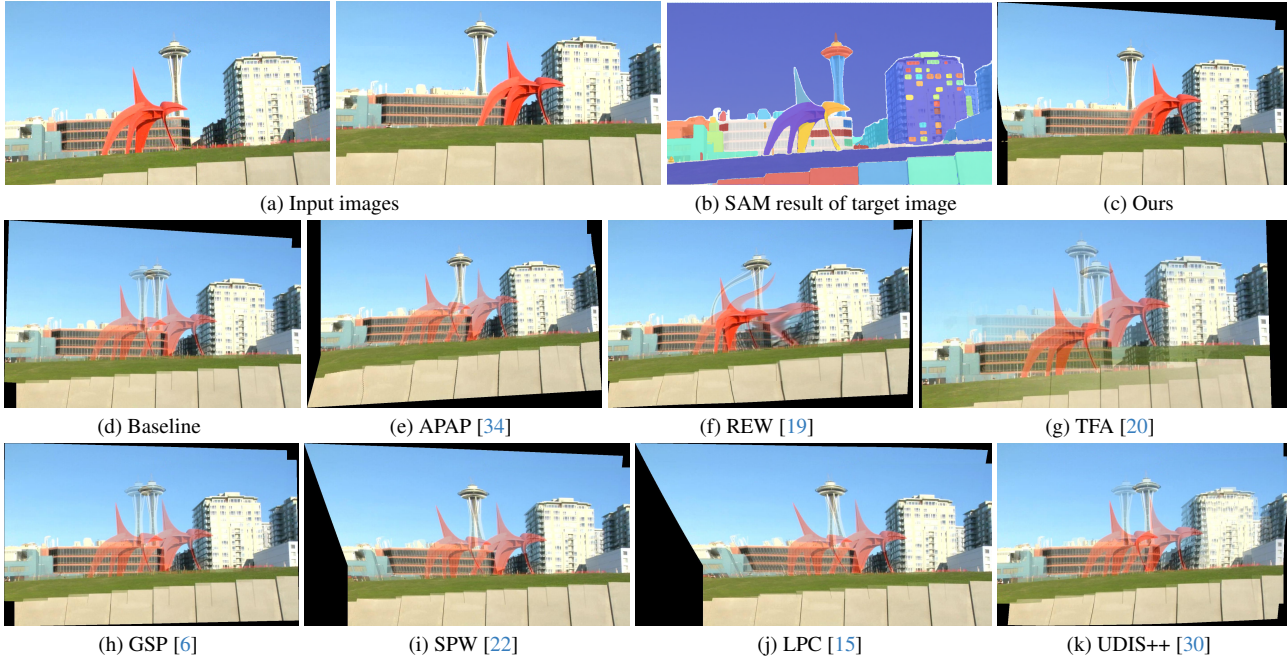 (a) Input images
(b) SAM result of target image
(c) Ours
(d) Baseline
(e) APAP [34]
(f) REW [19]
(g) TFA [20]
(h) GSP [6]
(i) SPW [22]
(j) LPC [15]
(k) UDIS++ [30]